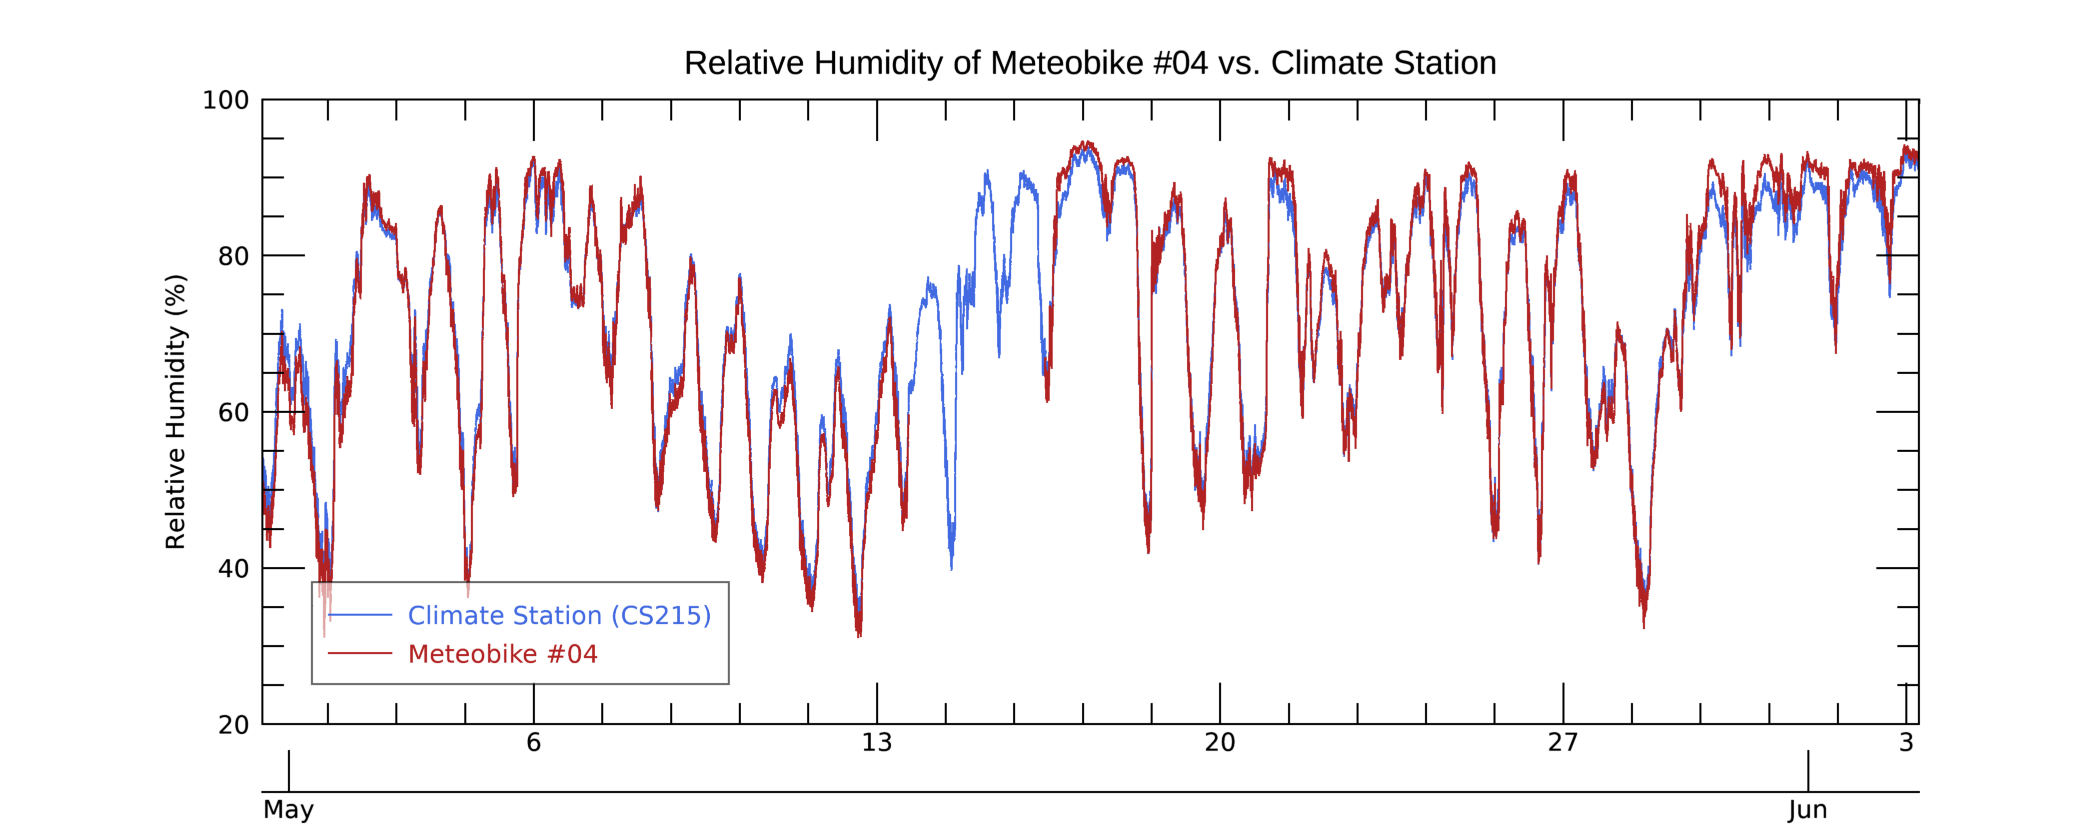 Relative Humidity of Meteobike #04 vs. Climate Station
Relative Humidity (%)
100
80
60
40
20
Climate Station (CS215)
Meteobike #04
6 13 20 27 3
May Jun